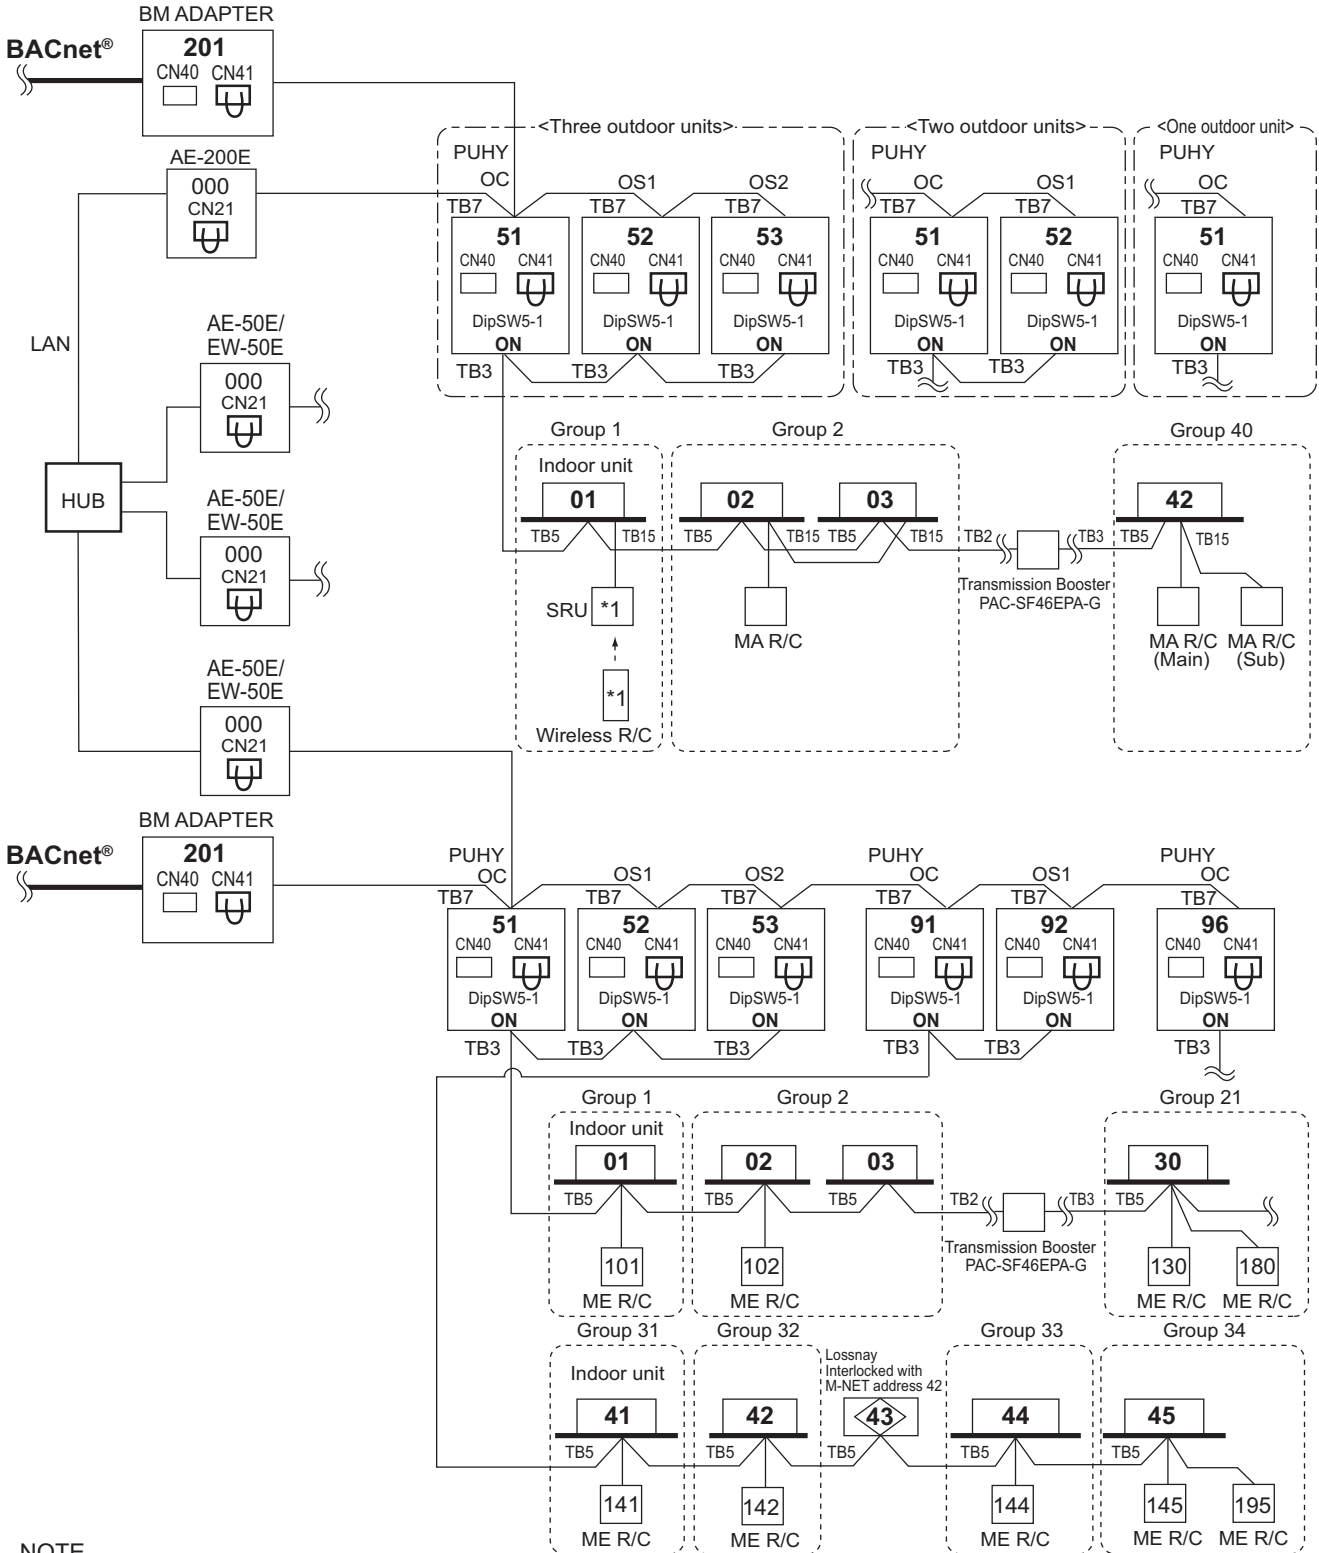 BM ADAPTER
BACnet®
201
CN40 CN41
AE-200E
000
CN21
<Three outdoor units>
<Two outdoor units>
<One outdoor unit>
PUHY
PUHY
PUHY
OC OS1 OS2
OC OS1
OC
TB7 TB7 TB7
TB7 TB7
TB7
51 52 53
51 52
51
CN40 CN41 CN40 CN41 CN40 CN41
CN40 CN41 CN40 CN41
CN40 CN41
DipSW5-1 DipSW5-1 DipSW5-1
DipSW5-1 DipSW5-1
DipSW5-1
ON ON ON
ON ON
ON
TB3 TB3 TB3
TB3 TB3
TB3
LAN
AE-50E/
EW-50E
000
CN21
HUB
AE-50E/
EW-50E
000
CN21
AE-50E/
EW-50E
000
CN21
Group 1
Indoor unit
01
TB5 TB15
SRU *1
*1
Wireless R/C
Group 2
02 03
TB5 TB15 TB5 TB15
MA R/C
TB2 TB3
Transmission Booster
PAC-SF46EPA-G
Group 40
42
TB5 TB15
MA R/C MA R/C
(Main) (Sub)
BM ADAPTER
BACnet®
201
CN40 CN41
PUHY
PUHY
PUHY
OC OS1 OS2 OC OS1 OC
TB7 TB7 TB7 TB7 TB7 TB7
51 52 53 91 92 96
CN40 CN41 CN40 CN41 CN40 CN41 CN40 CN41 CN40 CN41 CN40 CN41
DipSW5-1 DipSW5-1 DipSW5-1 DipSW5-1 DipSW5-1 DipSW5-1
ON ON ON ON ON ON
TB3 TB3 TB3 TB3 TB3 TB3
Group 1
Indoor unit
01
TB5
101
ME R/C
Group 2
02 03
TB5 TB5
102
ME R/C
TB2 TB3
Transmission Booster
PAC-SF46EPA-G
Group 21
30
TB5
130 180
ME R/C ME R/C
Group 31
Indoor unit
41
TB5
141
ME R/C
Group 32
42
TB5
142
ME R/C
Lossnay
Interlocked with
M-NET address 42
43
TB5
Group 33
44
TB5
144
ME R/C
Group 34
45
TB5
145 195
ME R/C ME R/C
NOTE